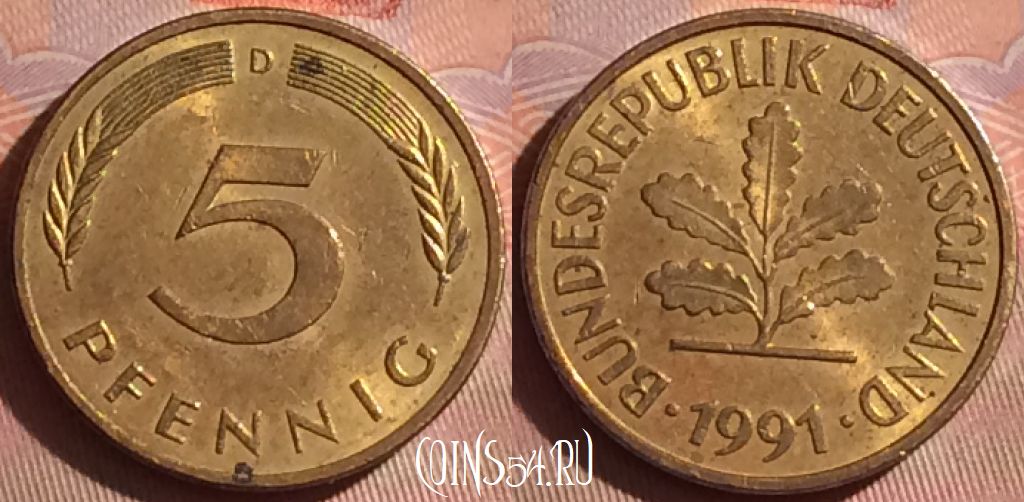 D
5
PFENNIG
BUNDESREPUBLIK DEUTSCHLAND
· 1991 ·
COINS54.RU